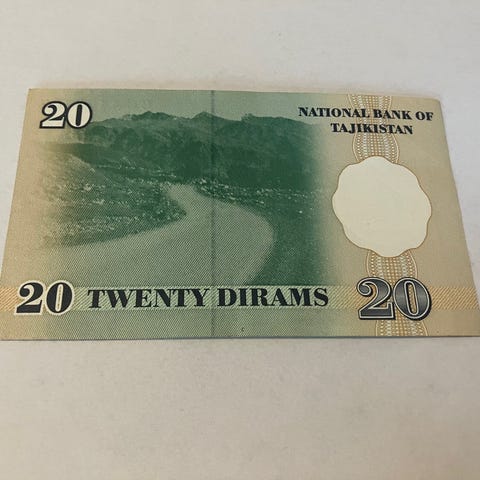 20
NATIONAL BANK OF
TAJIKISTAN
20 TWENTY DIRAMS 20